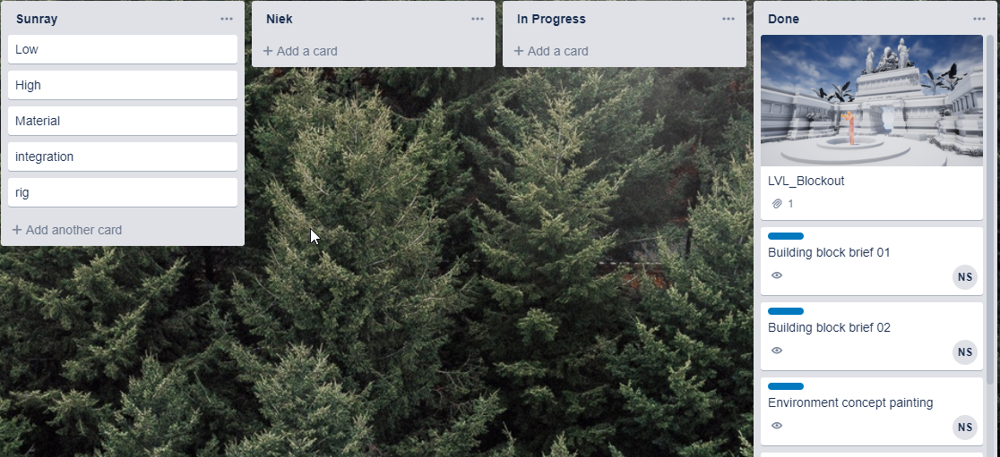 Sunray
Low
High
Material
integration
rig
+ Add another card
Niek
+ Add a card
In Progress
+ Add a card
Done
LVL_Blockout
1
Building block brief 01
NS
Building block brief 02
NS
Environment concept painting
NS